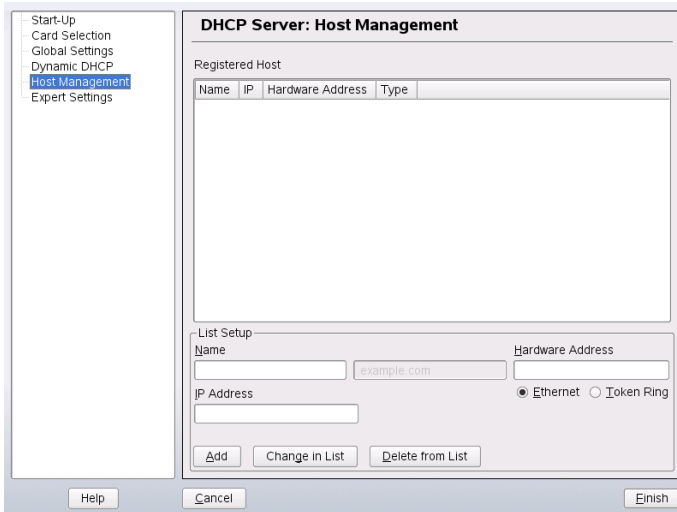 Start-Up
Card Selection
Global Settings
Dynamic DHCP
Host Management
Expert Settings
DHCP Server: Host Management
Registered Host
Name IP Hardware Address Type
List Setup
Name Hardware Address
example.com
IP Address Ethernet Token Ring
Add Change in List Delete from List
Help Cancel Finish